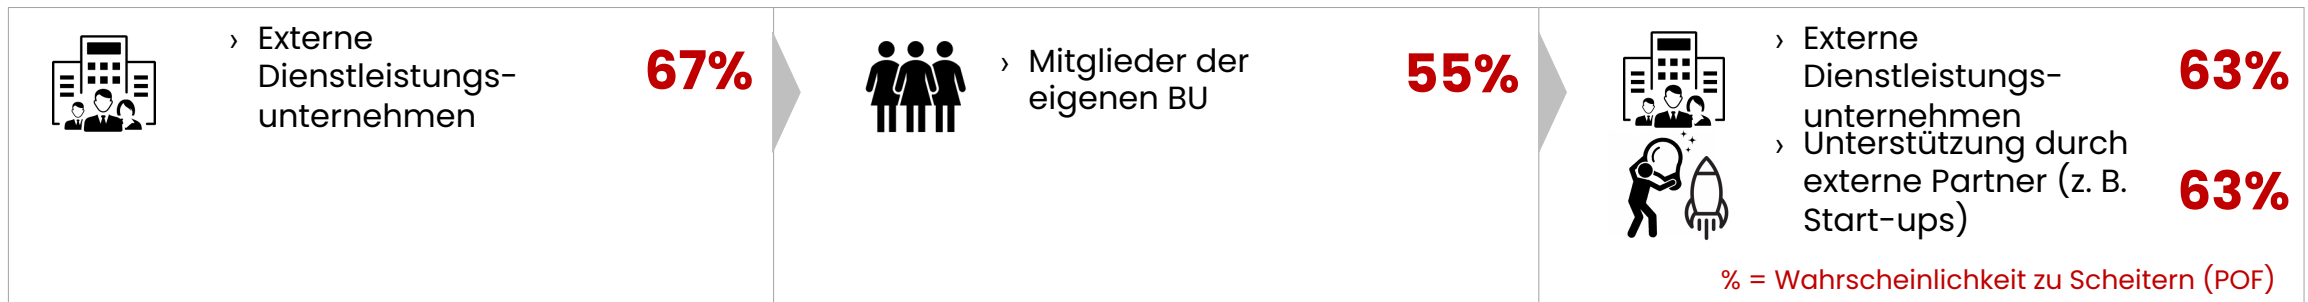 › Externe
Dienstleistungs-
unternehmen
67%
› Mitglieder der
eigenen BU
55%
› Externe
Dienstleistungs-
unternehmen
63%
› Unterstützung durch
externe Partner (z. B.
Start-ups)
63%
% = Wahrscheinlichkeit zu Scheitern (POF)